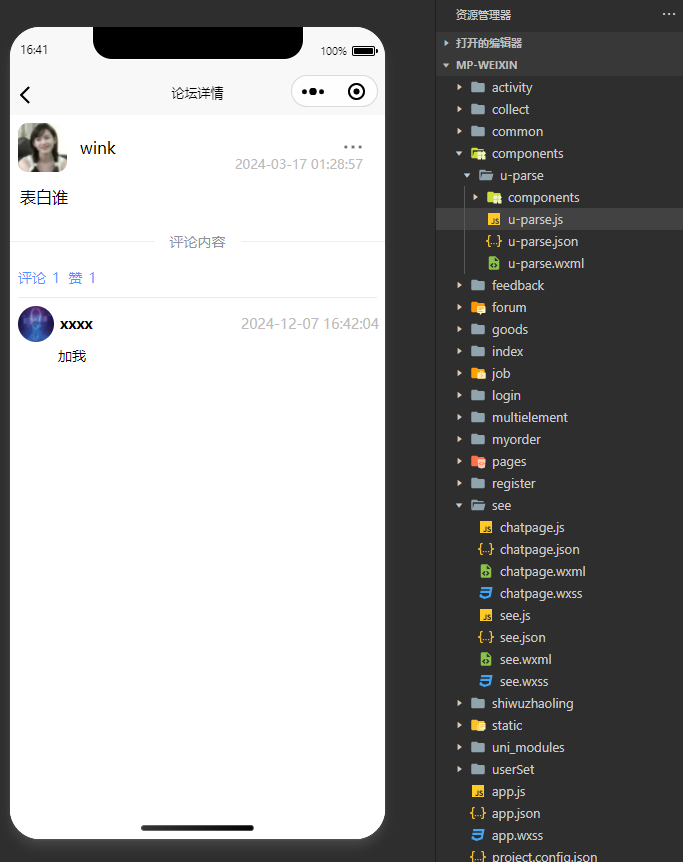 16:41
100%
论坛详情
wink
2024-03-17 01:28:57
表白谁
评论内容
评论 1 赞 1
xxxx
2024-12-07 16:42:04
加我
资源管理器
打开的编辑器
MP-WEIXIN
activity
collect
common
components
u-parse
components
u-parse.js
u-parse.json
u-parse.wxml
feedback
forum
goods
index
job
login
multielement
myorder
pages
register
see
chatpage.js
chatpage.json
chatpage.wxml
chatpage.wxss
see.js
see.json
see.wxml
see.wxss
shiwuzhaoling
static
uni_modules
userSet
app.js
app.json
app.wxss
project.config.json